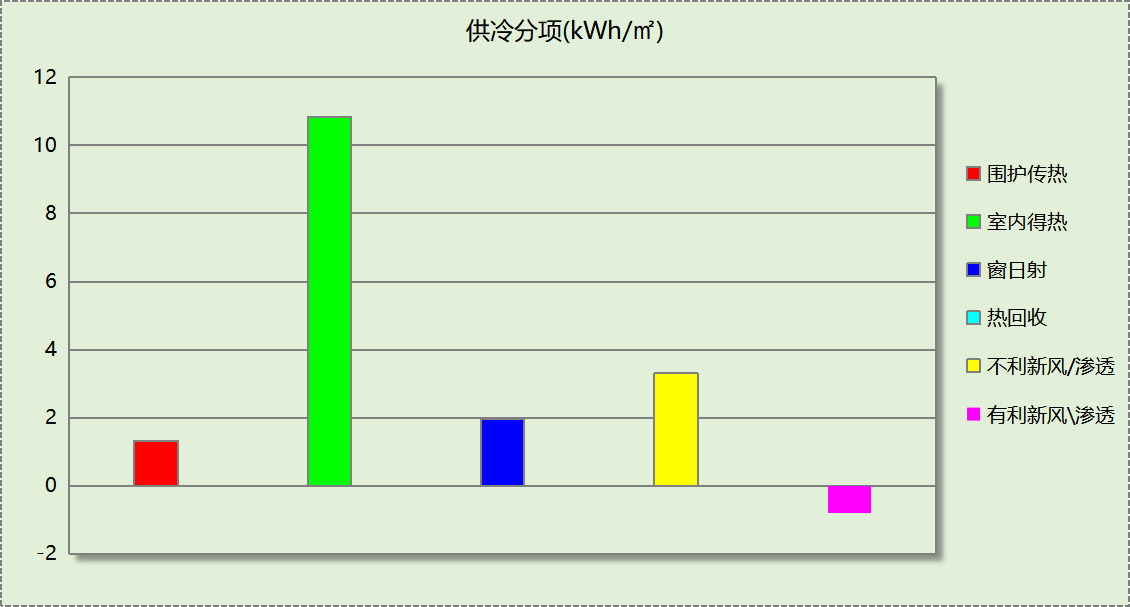 供冷分项(kWh/㎡)
12
10
8
6
4
2
0
-2
围护传热
室内得热
窗日射
热回收
不利新风/渗透
有利新风\渗透